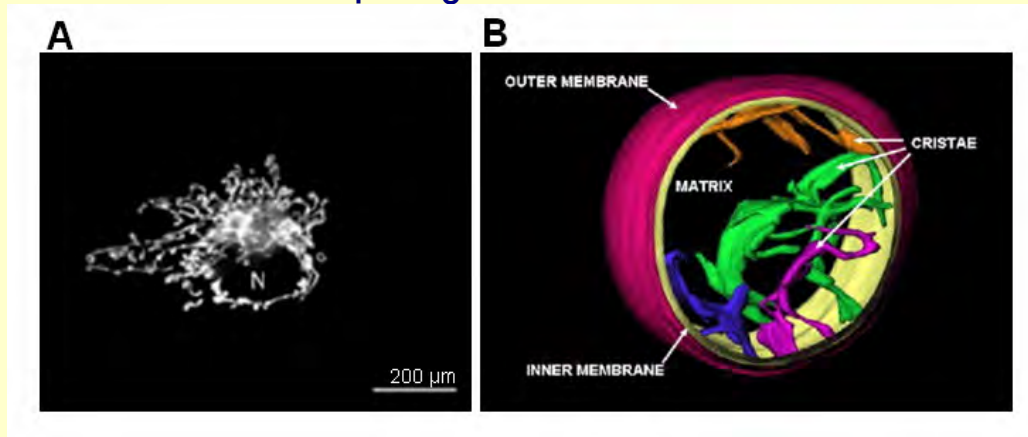 A
B
OUTER MEMBRANE
CRISTAE
MATRIX
N
INNER MEMBRANE
200 µm